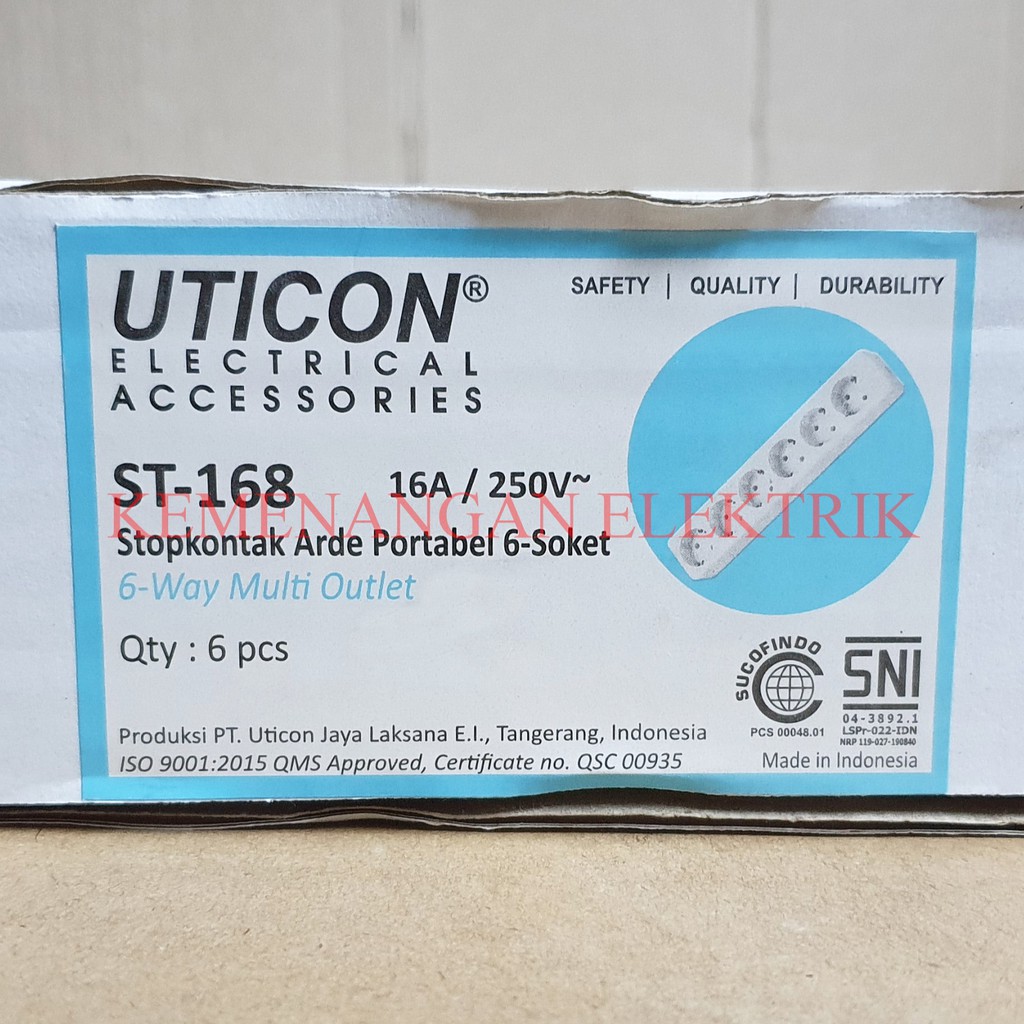 UTICON®
ELECTRICAL
ACCESSORIES
SAFETY | QUALITY | DURABILITY
ST-168 16A / 250V~
KEMENANGAN ELEKTRIK
Stopkontak Arde Portabel 6-Soket
6-Way Multi Outlet
Qty : 6 pcs
SUCOFINDO
PCS 00048.01
SNI
04-3892.1
LSPr-022-IDN
NRP 119-027-190840
Produksi PT. Uticon Jaya Laksana E.I., Tangerang, Indonesia
ISO 9001:2015 QMS Approved, Certificate no. QSC 00935
Made in Indonesia